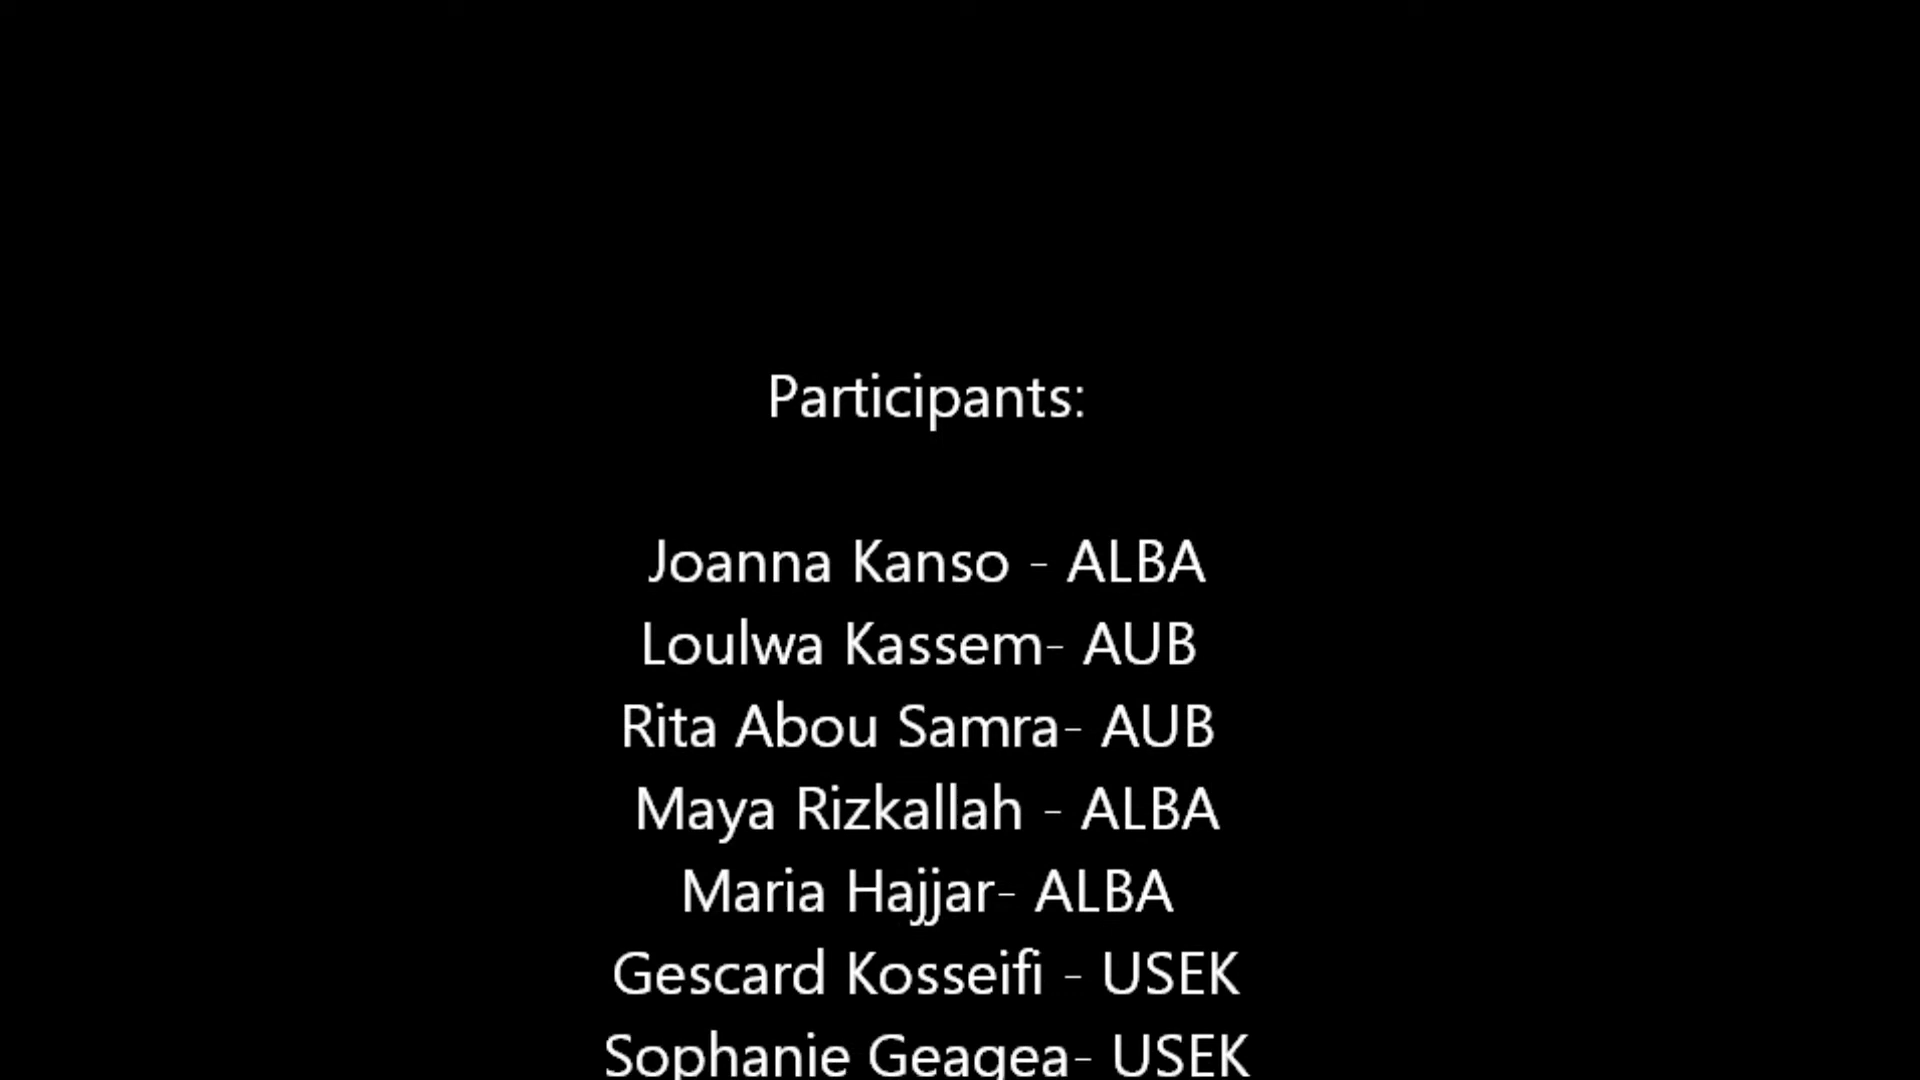 Participants:
Joanna Kanso - ALBA
Loulwa Kassem- AUB
Rita Abou Samra- AUB
Maya Rizkallah - ALBA
Maria Hajjar- ALBA
Gescard Kosseifi - USEK
Sophanie Geagea- USEK